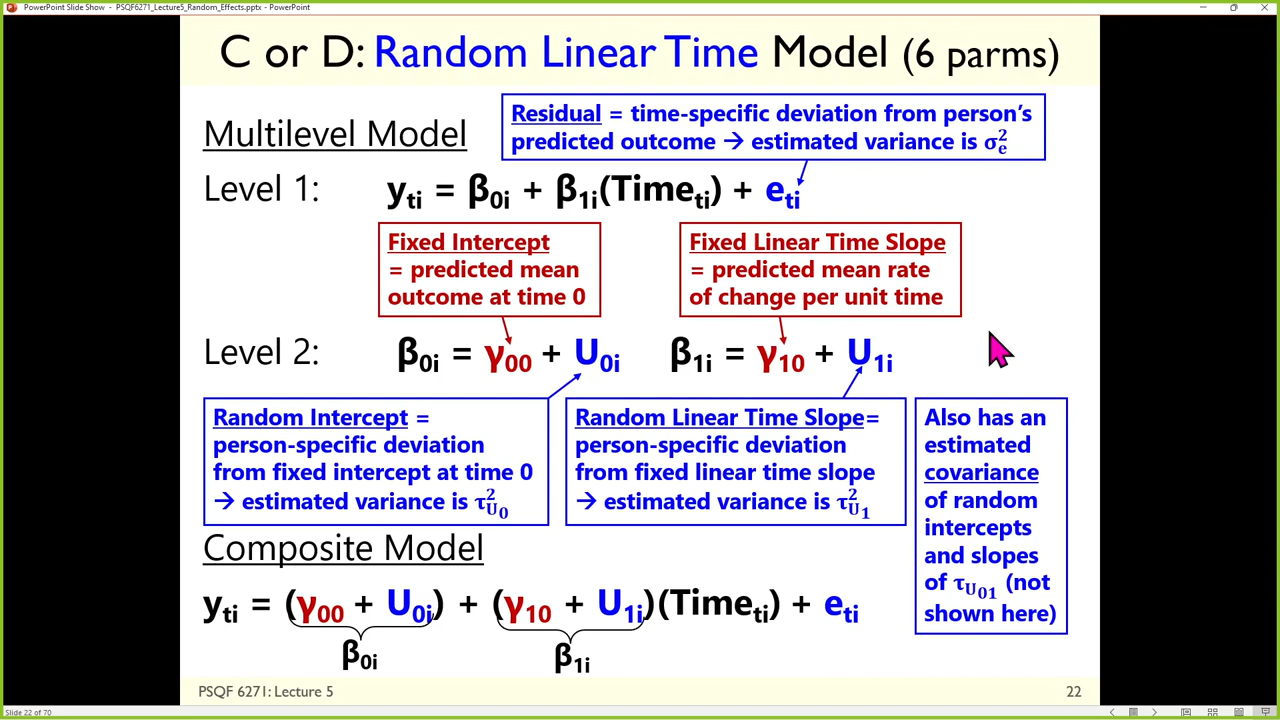 PowerPoint Slide Show - PSQF6271_Lecture5_Random_Effects.pptx - PowerPoint
C or D: Random Linear Time Model (6 parms)
Residual = time-specific deviation from person's
predicted outcome → estimated variance is σ²ₑ
Multilevel Model
Level 1: yₜᵢ = β₀ᵢ + β₁ᵢ(Timeₜᵢ) + eₜᵢ
Fixed Intercept
= predicted mean
outcome at time 0
Fixed Linear Time Slope
= predicted mean rate
of change per unit time
Level 2: β₀ᵢ = γ₀₀ + U₀ᵢ β₁ᵢ = γ₁₀ + U₁ᵢ
Random Intercept =
person-specific deviation
from fixed intercept at time 0
→ estimated variance is τ²U₀
Random Linear Time Slope=
person-specific deviation
from fixed linear time slope
→ estimated variance is τ²U₁
Also has an
estimated
covariance
of random
intercepts
and slopes
of τU₀₁ (not
shown here)
Composite Model
yₜᵢ = (γ₀₀ + U₀ᵢ) + (γ₁₀ + U₁ᵢ)(Timeₜᵢ) + eₜᵢ
β₀ᵢ β₁ᵢ
PSQF 6271: Lecture 5 22
Slide 22 of 70